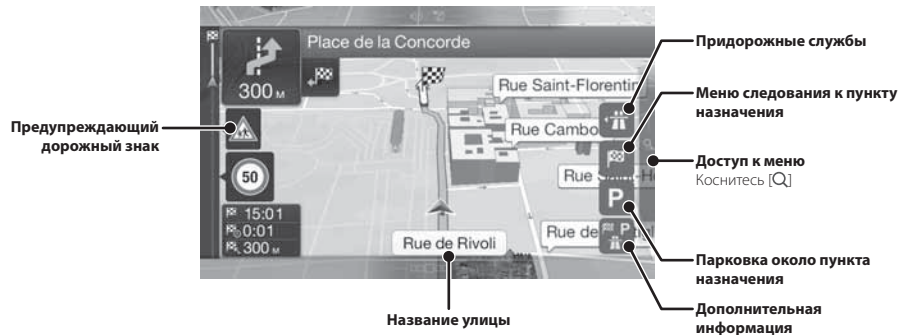 Place de la Concorde
300 м
Rue Saint-Florentin
Rue Cambo
Rue
P
50
15:01
0:01
300 м
Rue de Rivoli
Rue de
P
Предупреждающий
дорожный знак
Название улицы
Придорожные службы
Меню следования к пункту
назначения
Доступ к меню
Коснитесь [Q]
Парковка около пункта
назначения
Дополнительная
информация